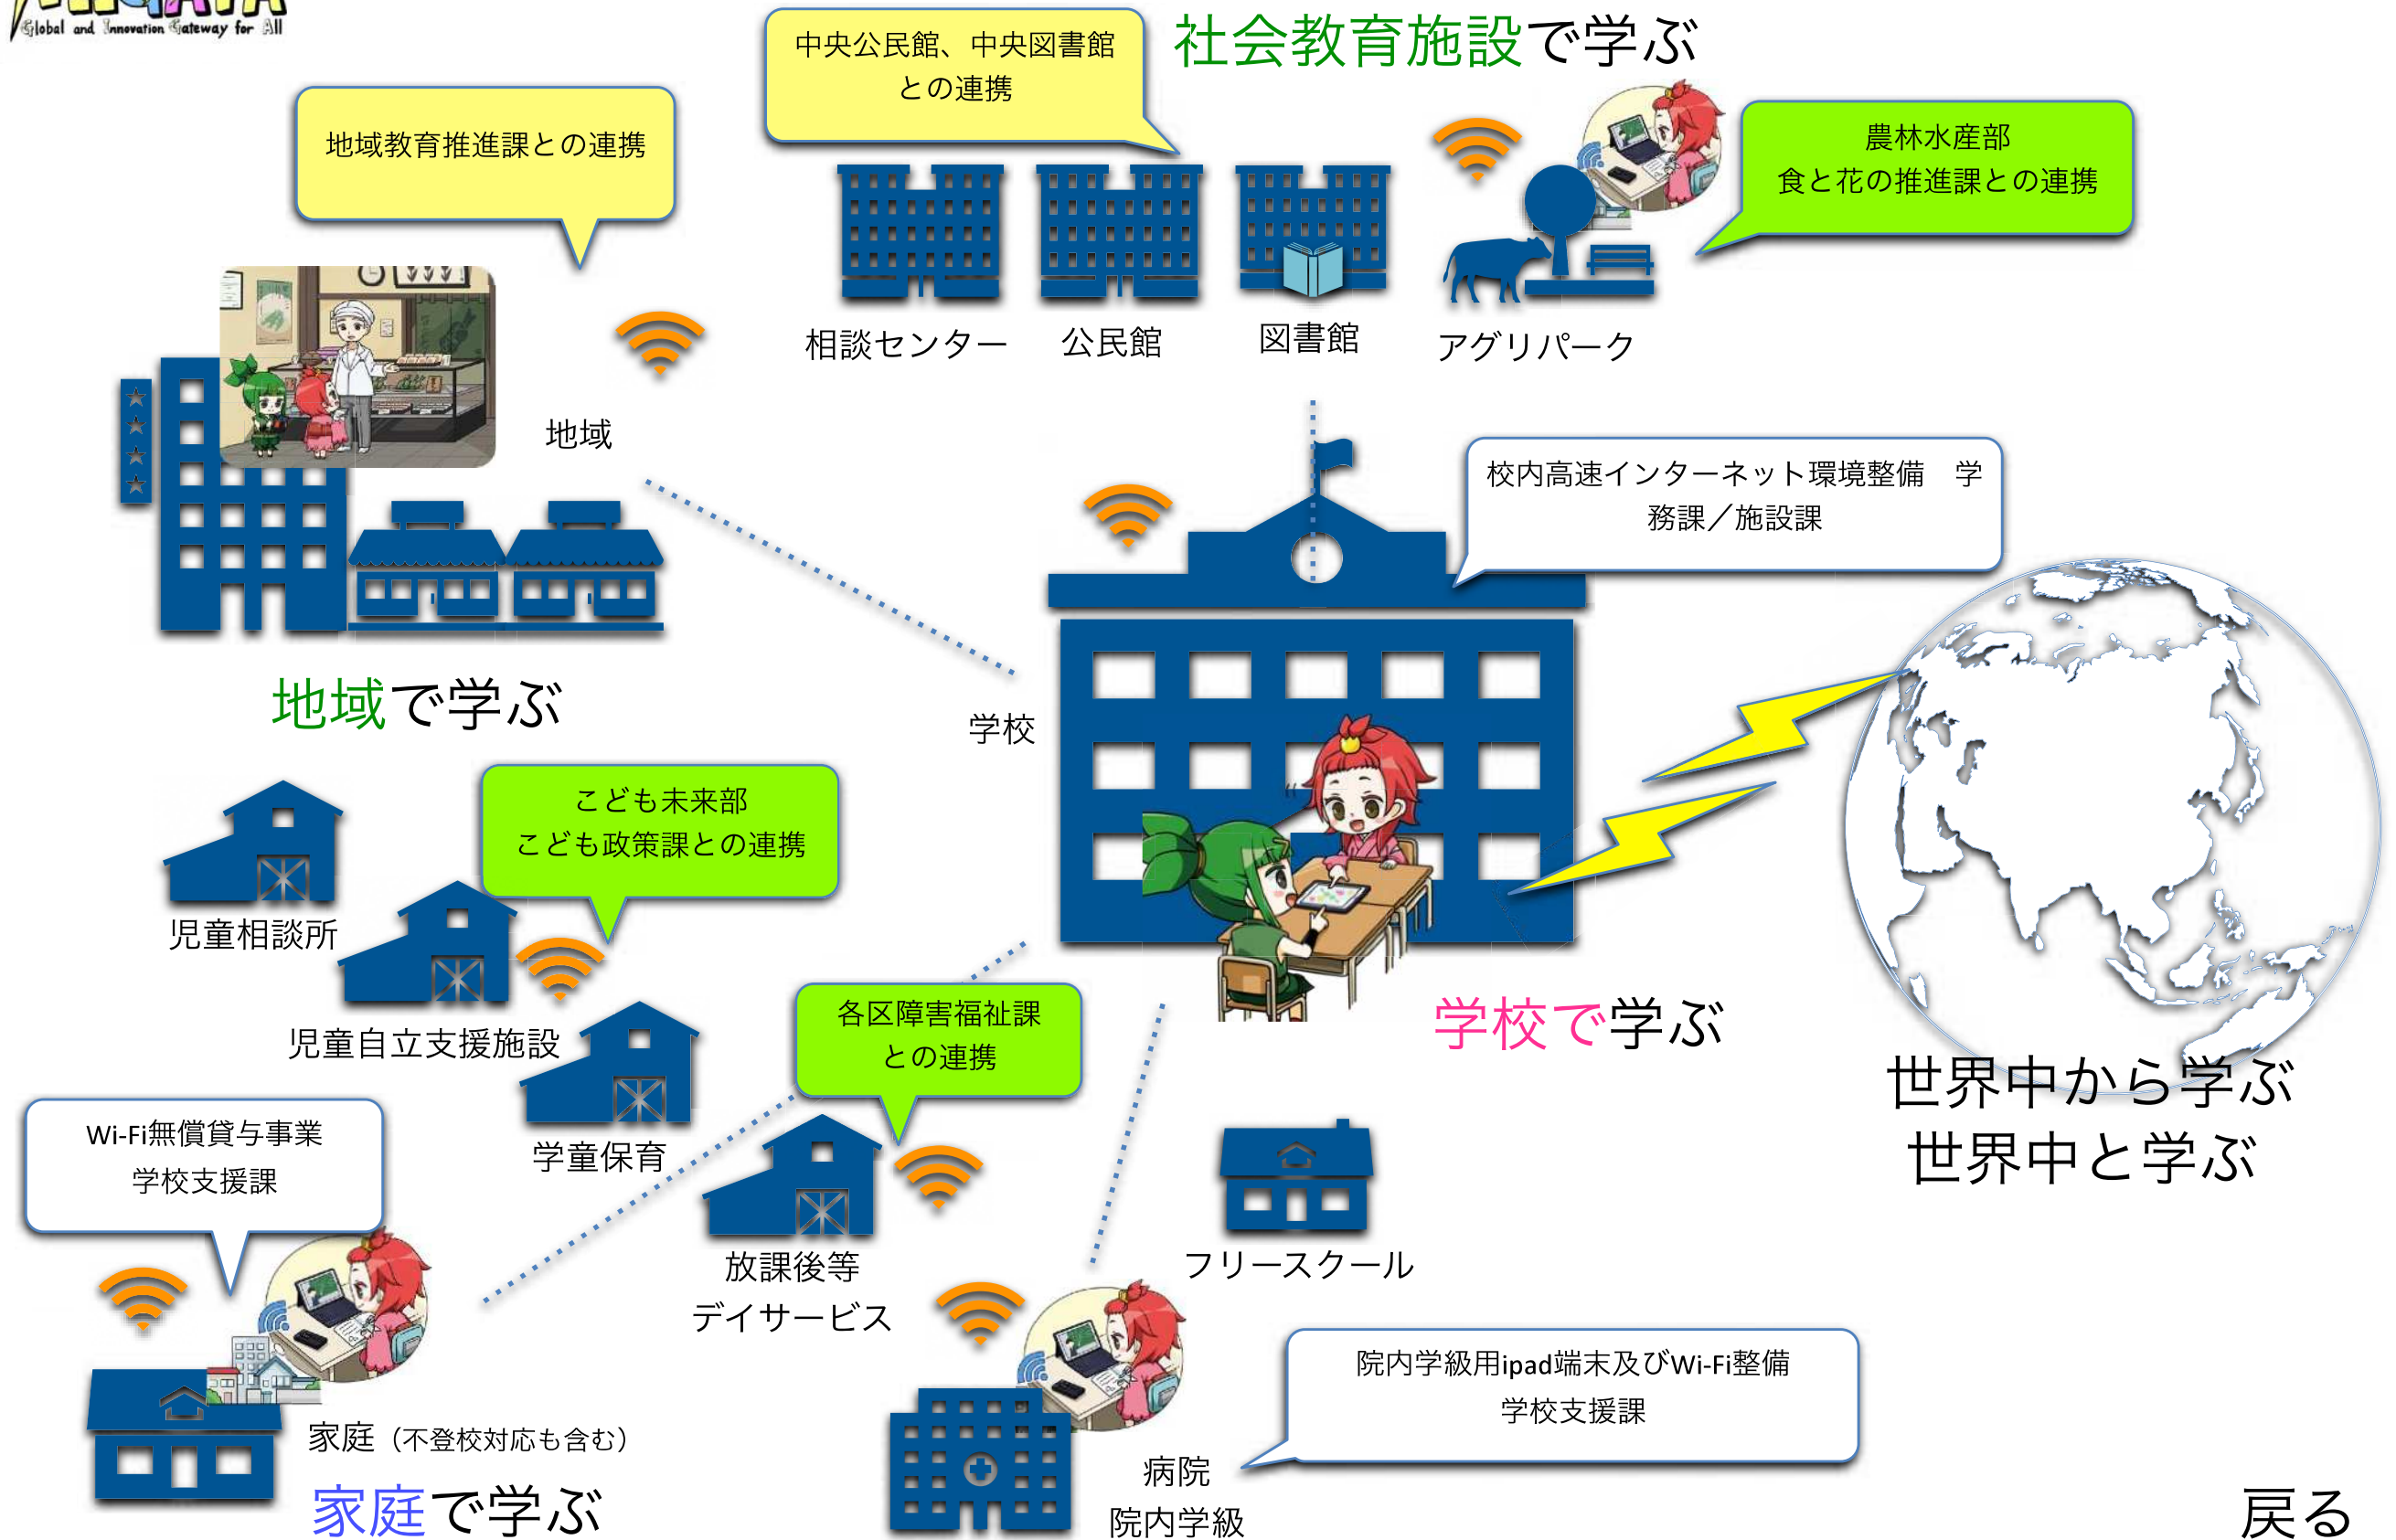 Global and Innovation Gateway for All
中央公民館、中央図書館
との連携
社会教育施設で学ぶ
地域教育推進課との連携
農林水産部
食と花の推進課との連携
相談センター
公民館
図書館
アグリパーク
地域
校内高速インターネット環境整備　学
務課／施設課
地域で学ぶ
学校
こども未来部
こども政策課との連携
児童相談所
児童自立支援施設
学童保育
各区障害福祉課
との連携
学校で学ぶ
世界中から学ぶ
世界中と学ぶ
Wi-Fi無償貸与事業
学校支援課
放課後等
デイサービス
フリースクール
院内学級用ipad端末及びWi-Fi整備
学校支援課
家庭（不登校対応も含む）
家庭で学ぶ
病院
院内学級
戻る